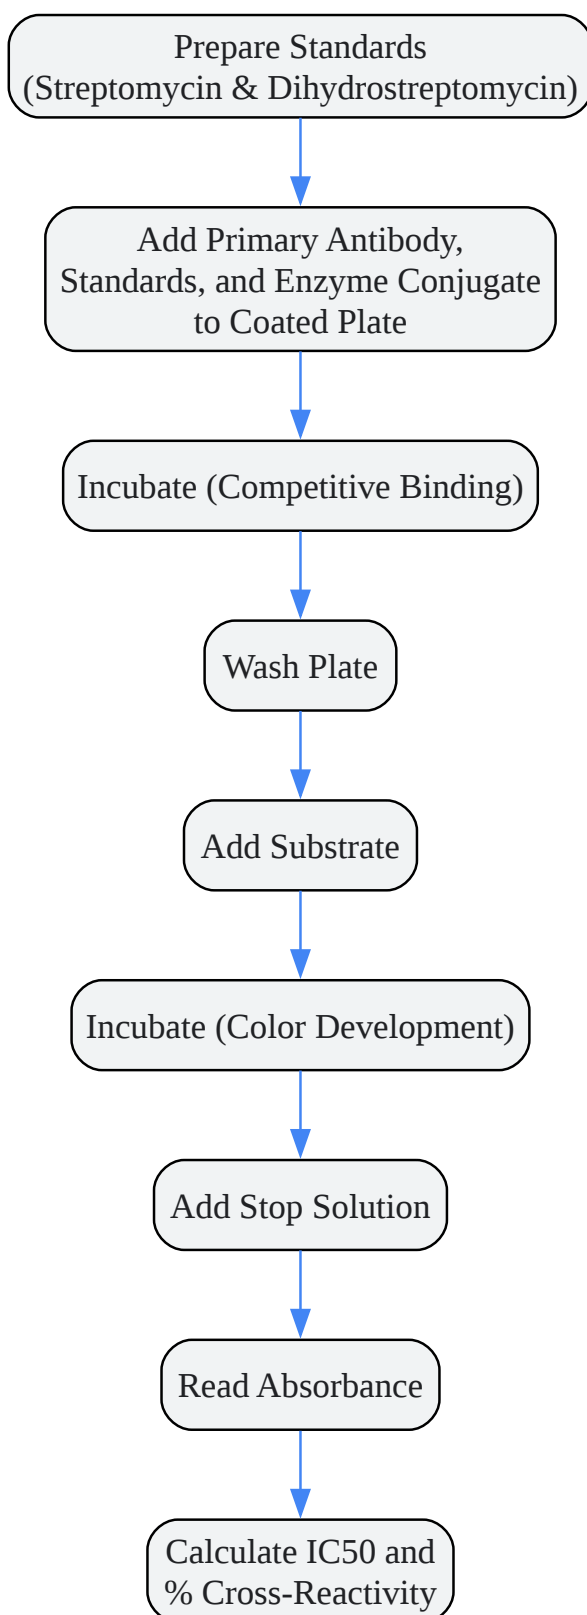 Prepare Standards
(Streptomycin & Dihydrostreptomycin)
Add Primary Antibody,
Standards, and Enzyme Conjugate
to Coated Plate
Incubate (Competitive Binding)
Wash Plate
Add Substrate
Incubate (Color Development)
Add Stop Solution
Read Absorbance
Calculate IC50 and
% Cross-Reactivity